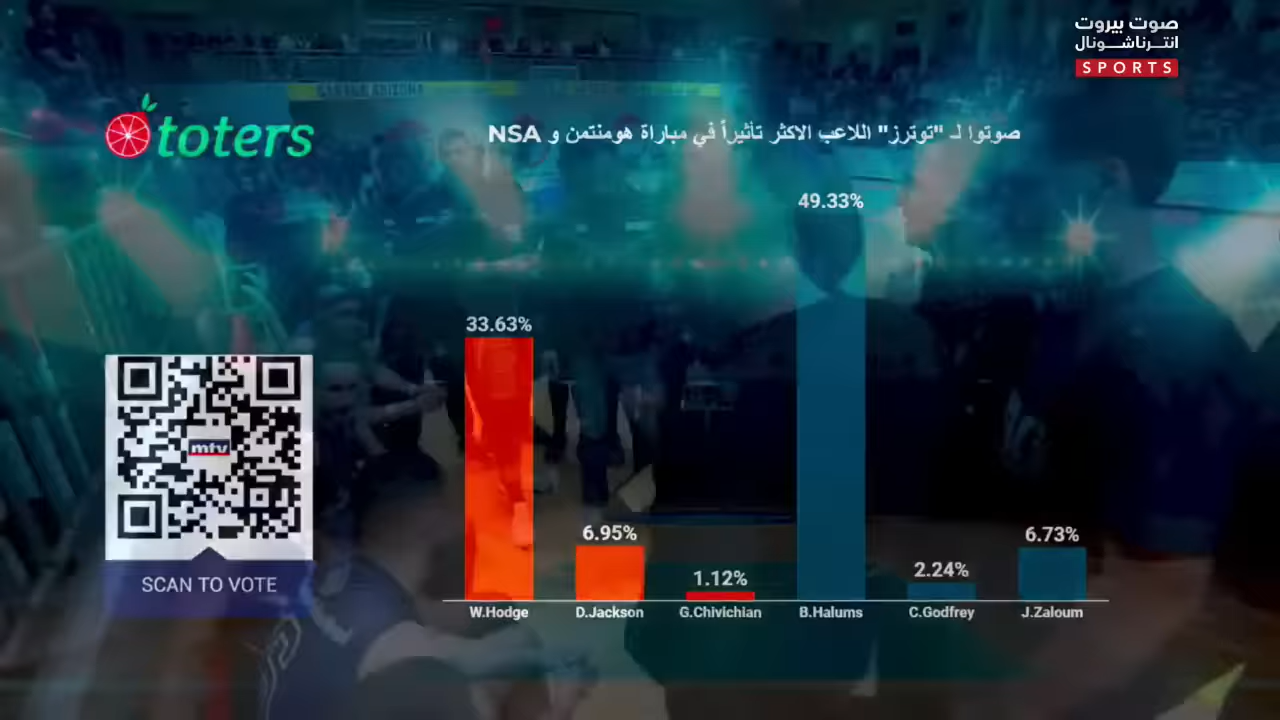 صوت بيروت
انترناشونال
SPORTS
toters
صوتوا لـ "توترز" اللاعب الاكثر تأثيراً في مباراة هومنتمن و NSA
49.33%
33.63%
6.95%
1.12%
2.24%
6.73%
mtv
SCAN TO VOTE
W.Hodge
D.Jackson
G.Chivichian
B.Halums
C.Godfrey
J.Zaloum